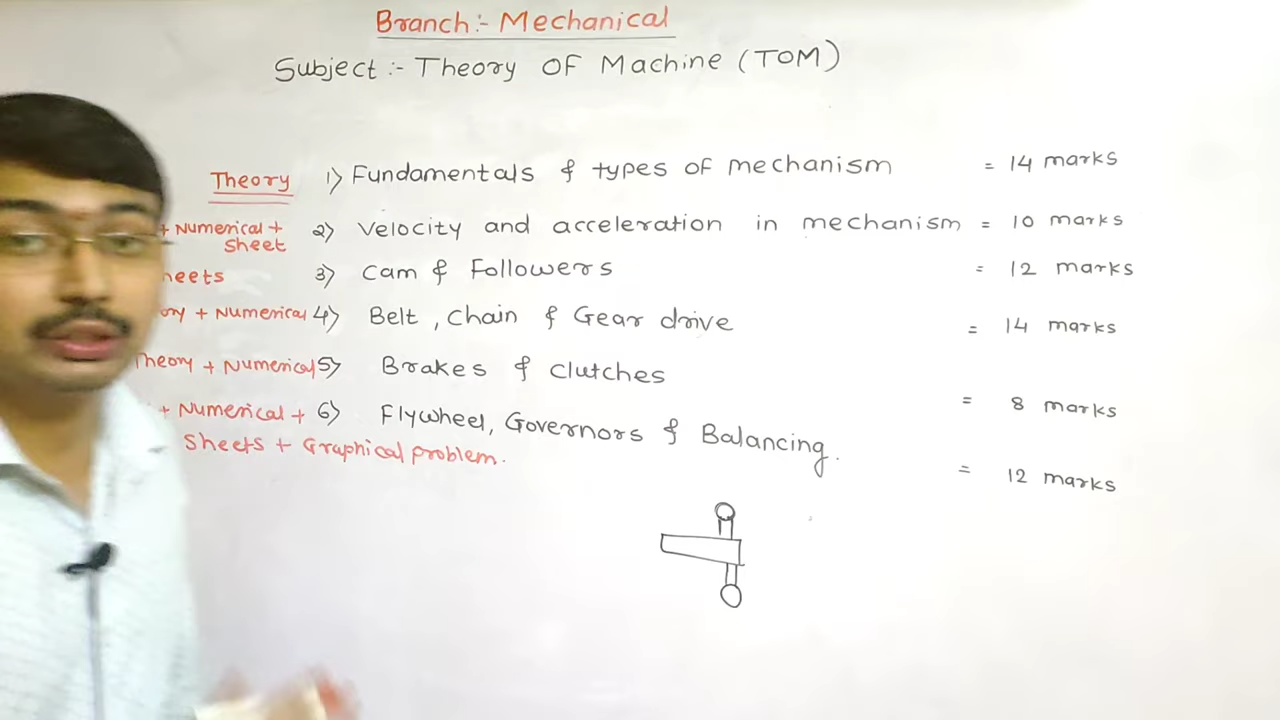 Branch:- Mechanical
Subject:- Theory OF Machine (TOM)
Theory 1) Fundamentals & types of mechanism = 14 marks
+ Numerical + 2) Velocity and acceleration in mechanism = 10 marks
sheet
3) Cam & Followers = 12 marks
+ Numerical 4) Belt, chain & Gear drive = 14 marks
Theory + Numerical 5) Brakes & clutches = 8 marks
+ Numerical + 6) Flywheel, Governors & Balancing. = 12 marks
sheets + Graphical problem.